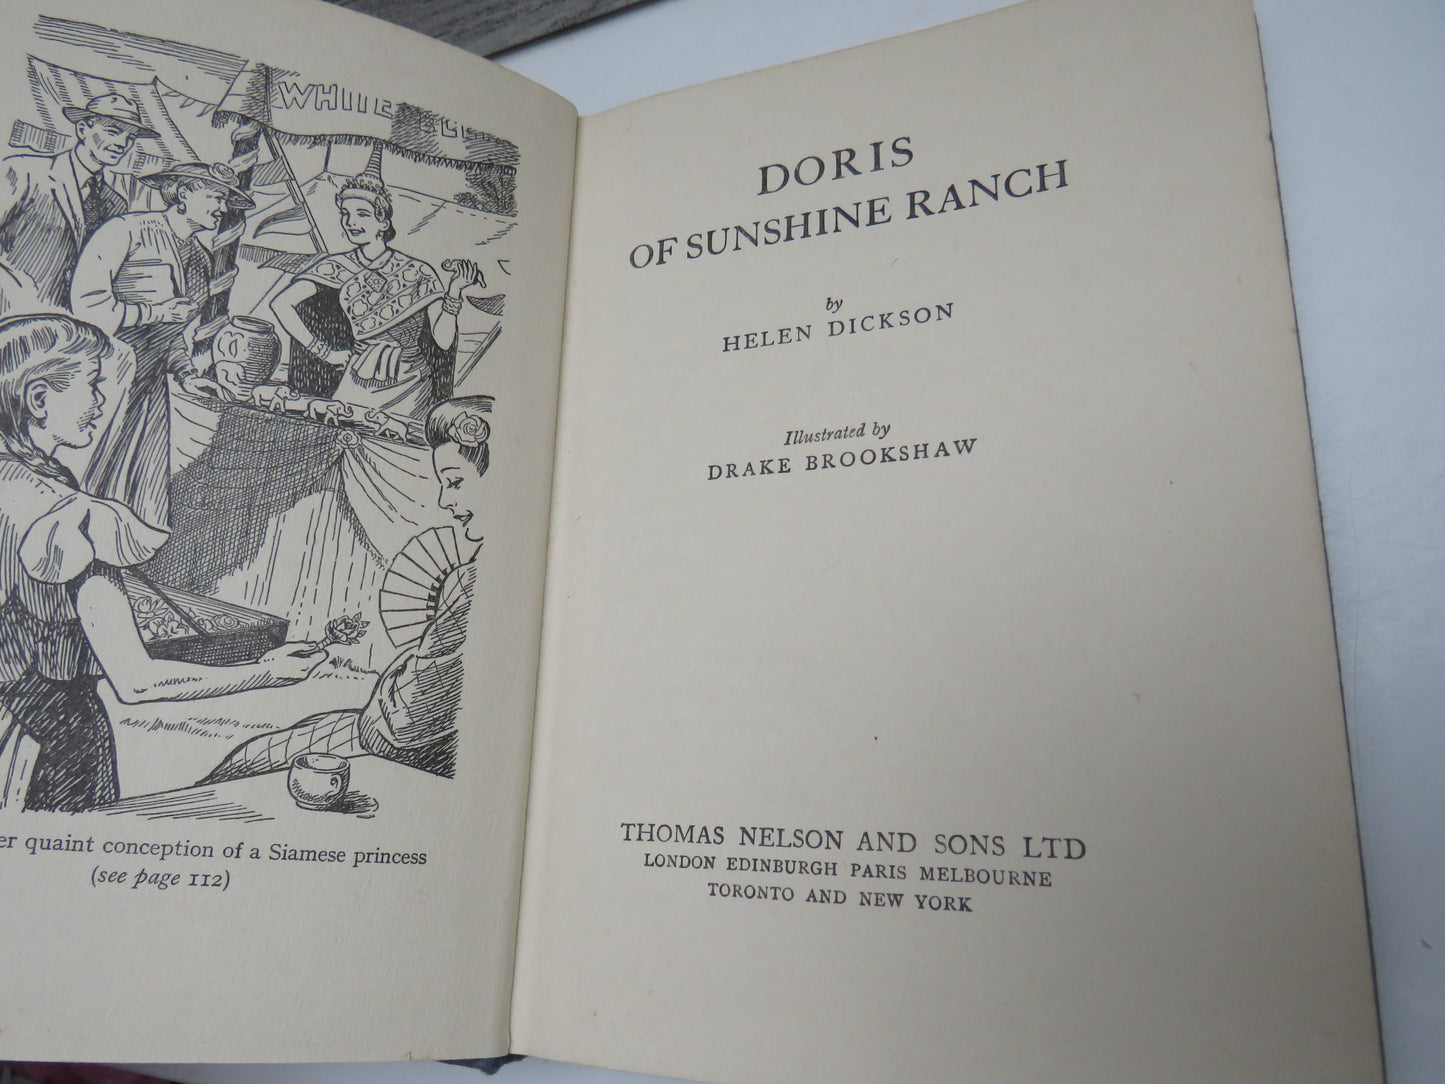 WHITE ELE
er quaint conception of a Siamese princess
(see page 112)
DORIS
OF SUNSHINE RANCH
by
HELEN DICKSON
Illustrated by
DRAKE BROOKSHAW
THOMAS NELSON AND SONS LTD
LONDON EDINBURGH PARIS MELBOURNE
TORONTO AND NEW YORK